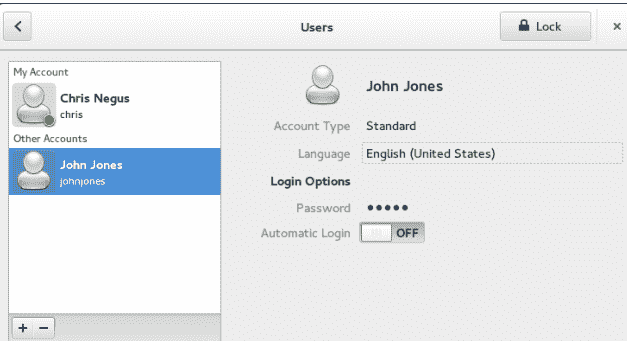 Users
Lock
My Account
Chris Negus
chris
Other Accounts
John Jones
johnjones
+ −
John Jones
Account Type Standard
Language English (United States)
Login Options
Password •••••
Automatic Login OFF